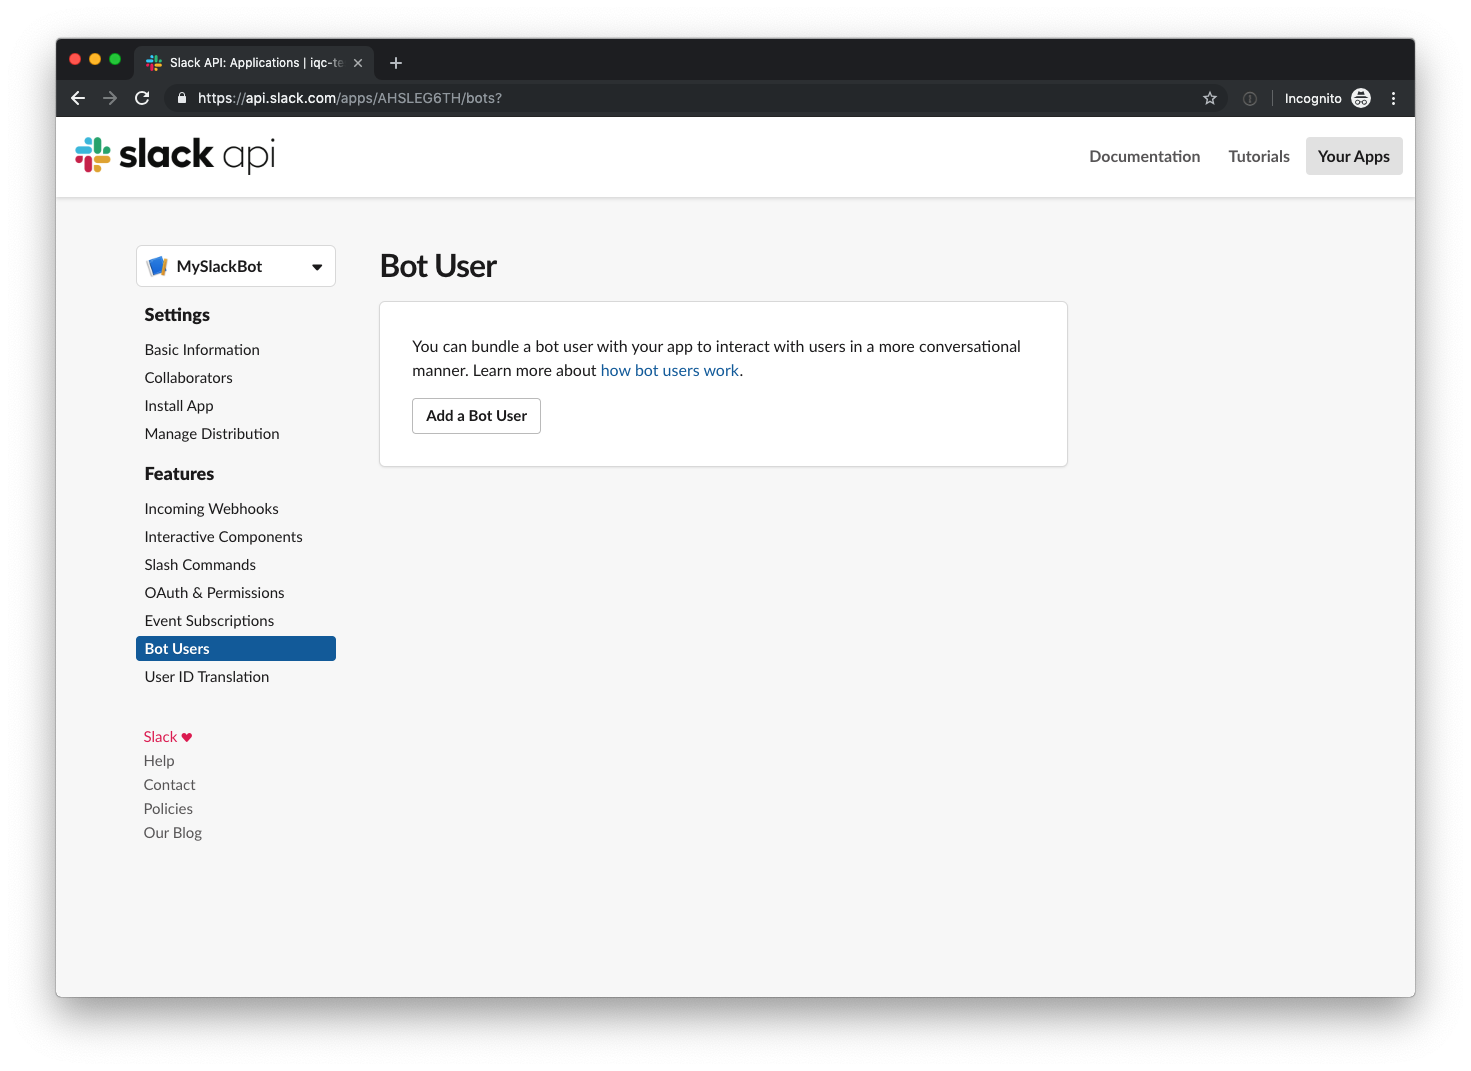 Slack API: Applications | iqc-te
https://api.slack.com/apps/AHSLEG6TH/bots?
Incognito
slack api
Documentation
Tutorials
Your Apps
MySlackBot
Settings
Basic Information
Collaborators
Install App
Manage Distribution
Features
Incoming Webhooks
Interactive Components
Slash Commands
OAuth & Permissions
Event Subscriptions
Bot Users
User ID Translation
Slack ♥
Help
Contact
Policies
Our Blog
Bot User
You can bundle a bot user with your app to interact with users in a more conversational
manner. Learn more about how bot users work.
Add a Bot User